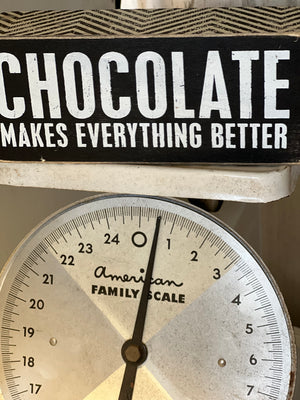 CHOCOLATE
MAKES EVERYTHING BETTER
24 0 1
23 2
22 3
21 4
20 5
19 6
18 7
17
American
FAMILY SCALE